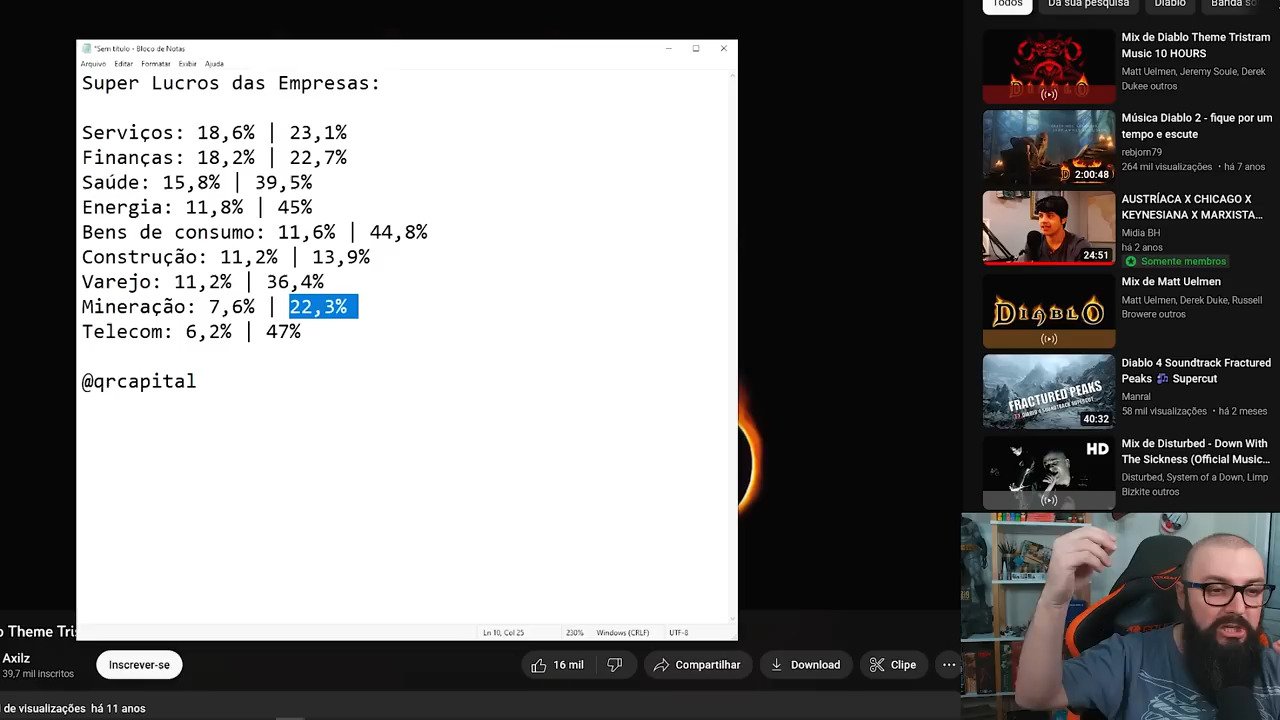 *Sem título - Bloco de Notas
Arquivo Editar Formatar Exibir Ajuda
Super Lucros das Empresas:
Serviços: 18,6% | 23,1%
Finanças: 18,2% | 22,7%
Saúde: 15,8% | 39,5%
Energia: 11,8% | 45%
Bens de consumo: 11,6% | 44,8%
Construção: 11,2% | 13,9%
Varejo: 11,2% | 36,4%
Mineração: 7,6% | 22,3%
Telecom: 6,2% | 47%
@qrcapital
Ln 10, Col 25 230% Windows (CRLF) UTF-8
o Theme Tris
Axilz
39,7 mil inscritos
Inscrever-se
16 mil
Compartilhar
Download
Clipe
l de visualizações há 11 anos
Todos
Da sua pesquisa
Diablo
Banda so
DIABLO
Mix de Diablo Theme Tristram
Music 10 HOURS
Matt Uelmen, Jeremy Soule, Derek
Dukee outros
2:00:48
Música Diablo 2 - fique por um
tempo e escute
rebjorn79
264 mil visualizações • há 7 anos
24:51
AUSTRÍACA X CHICAGO X
KEYNESIANA X MARXISTA...
Midia BH
há 2 anos
Somente membros
DIABLO
Mix de Matt Uelmen
Matt Uelmen, Derek Duke, Russell
Browere outros
FRACTURED PEAKS
40:32
Diablo 4 Soundtrack Fractured
Peaks 🎶 Supercut
Manral
58 mil visualizações • há 2 meses
HD
Mix de Disturbed - Down With
The Sickness (Official Music...
Disturbed, System of a Down, Limp
Bizkite outros